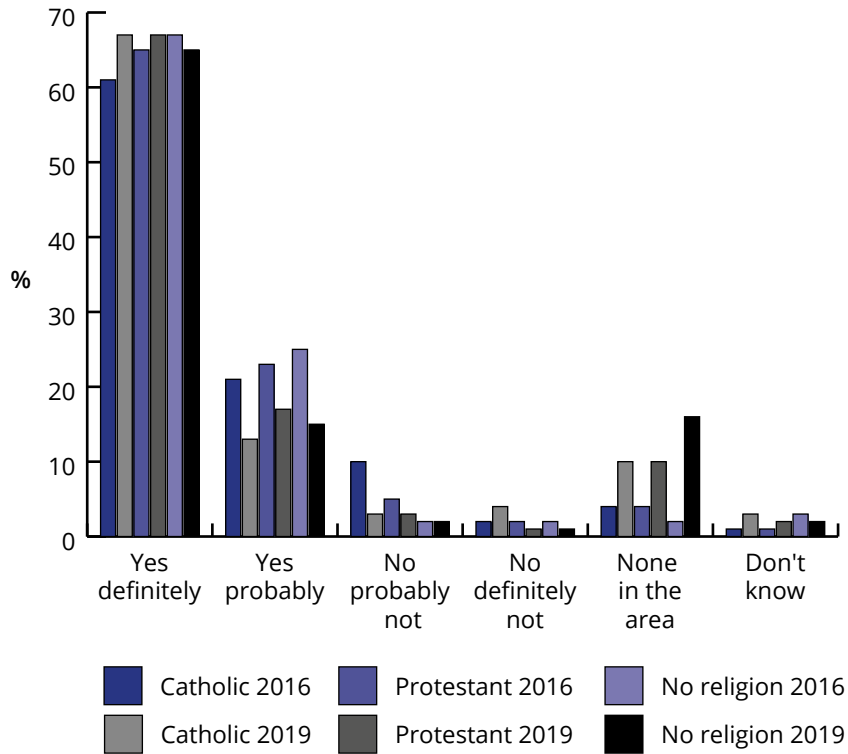 70
60
50
40
%
30
20
10
0
Yes definitely
Yes probably
No probably not
No definitely not
None in the area
Don't know
Catholic 2016
Protestant 2016
No religion 2016
Catholic 2019
Protestant 2019
No religion 2019